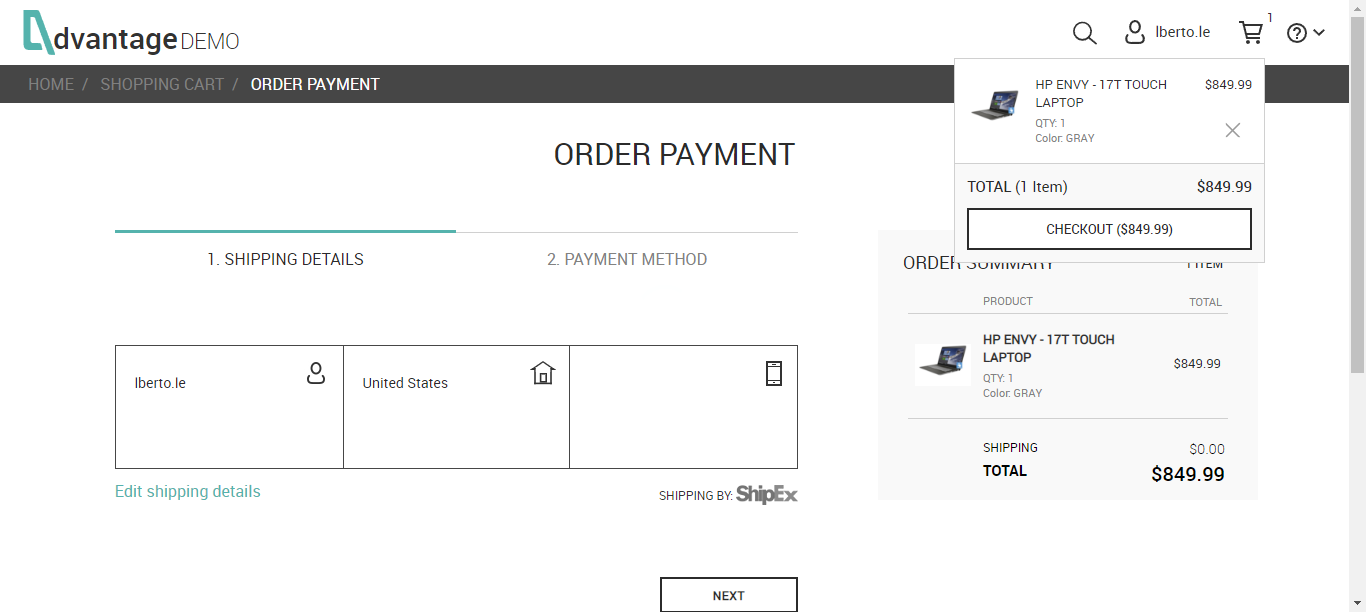 dvantage DEMO
lberto.le
1
?
HOME / SHOPPING CART / ORDER PAYMENT
HP ENVY - 17T TOUCH LAPTOP $849.99
QTY: 1
Color: GRAY
TOTAL (1 Item) $849.99
CHECKOUT ($849.99)
ORDER PAYMENT
1. SHIPPING DETAILS
2. PAYMENT METHOD
lberto.le
United States
Edit shipping details
SHIPPING BY: ShipEx
NEXT
ORDER SUMMARY 1 ITEM
PRODUCT TOTAL
HP ENVY - 17T TOUCH
LAPTOP
$849.99
QTY: 1
Color: GRAY
SHIPPING $0.00
TOTAL $849.99